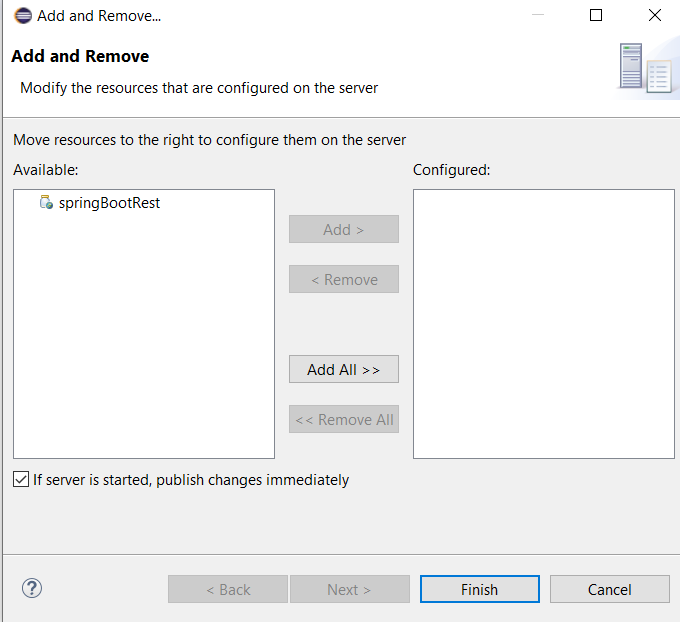 Add and Remove...
Add and Remove
Modify the resources that are configured on the server
Move resources to the right to configure them on the server
Available:
Configured:
springBootRest
Add >
< Remove
Add All >>
<< Remove All
If server is started, publish changes immediately
?
< Back
Next >
Finish
Cancel